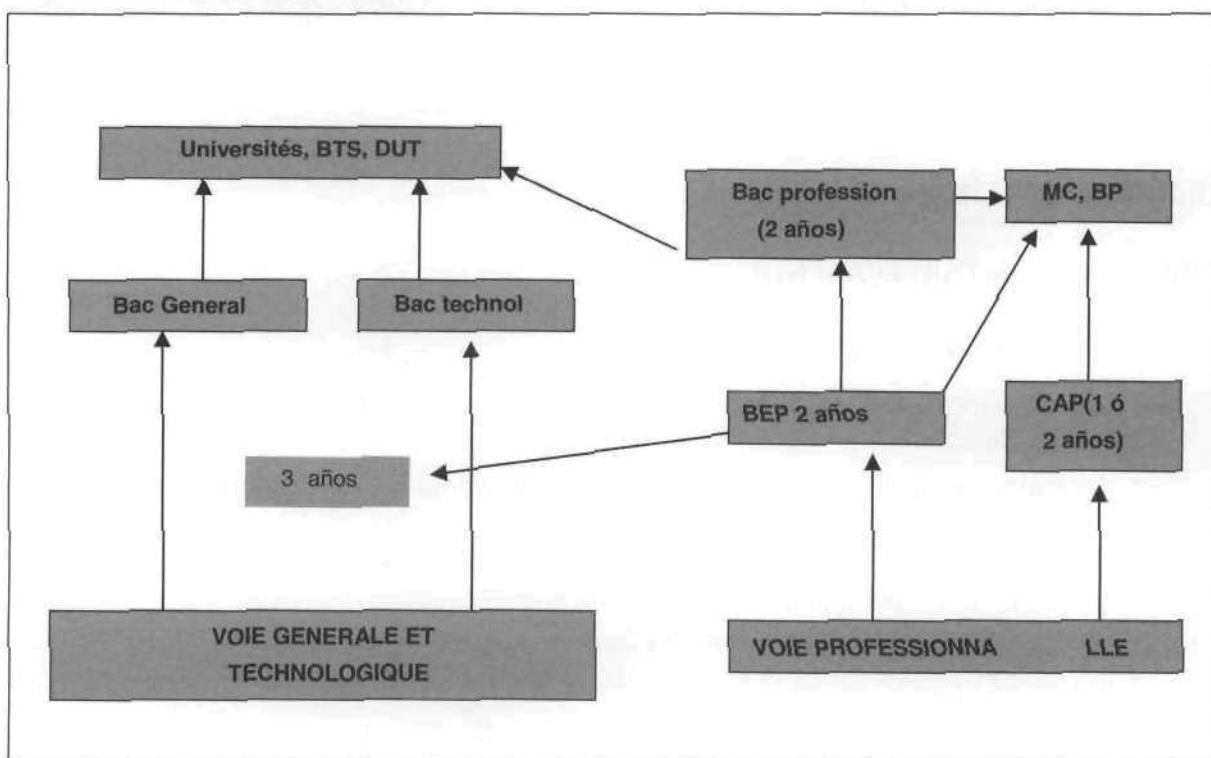 Universités, BTS, DUT
Bac profession
(2 años)
MC, BP
Bac General
Bac technol
BEP 2 años
CAP(1 ó
2 años)
3 años
VOIE GENERALE ET
TECHNOLOGIQUE
VOIE PROFESSIONNA LLE